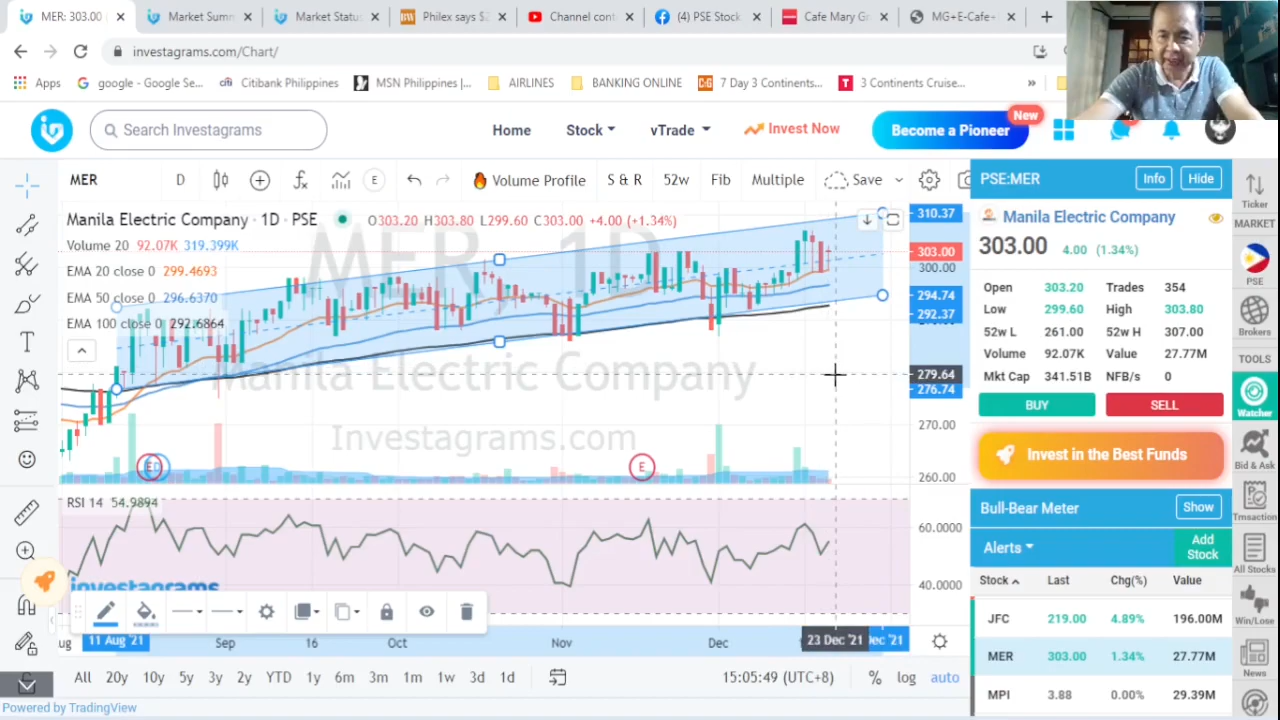 MER: 303.00 (
Market Summ
Market Statu
Philex says $2
Channel cont
(4) PSE Stock
Cafe Mary G
MG+E-Cafe+
investagrams.com/Chart/
Apps
google - Google Se...
Citibank Philippines
MSN Philippines |...
AIRLINES
BANKING ONLINE
7 Day 3 Continents...
3 Continents Cruise...
»
Search Investagrams
Home
Stock
vTrade
Invest Now
Become a Pioneer
New
MER
D
E
Volume Profile
S & R
52w
Fib
Multiple
Save
Manila Electric Company · 1D · PSE
O303.20 H303.80 L299.60 C303.00 +4.00 (+1.34%)
Volume 20 92.07K 319.399K
EMA 20 close 0 299.4693
EMA 50 close 0 296.6370
EMA 100 close 0 292.6864
MER, 1D
Manila Electric Company
Investagrams.com
310.37
303.00
300.00
294.74
292.37
279.64
276.74
270.00
260.00
E
D
E
RSI 14 54.9894
60.0000
40.0000
investagrams
ug
11 Aug '21
Sep
16
Oct
Nov
Dec
23 Dec '21
Dec '21
All
20y
10y
5y
3y
2y
YTD
1y
6m
3m
1m
1w
3d
1d
15:05:49 (UTC+8)
%
log
auto
Powered by TradingView
PSE:MER
Info
Hide
Manila Electric Company
303.00 4.00 (1.34%)
Open 303.20 Trades 354
Low 299.60 High 303.80
52w L 261.00 52w H 307.00
Volume 92.07K Value 27.77M
Mkt Cap 341.51B NFB/s 0
BUY
SELL
Invest in the Best Funds
Bull-Bear Meter
Show
Alerts
Add Stock
Stock Last Chg(%) Value
JFC 219.00 4.89% 196.00M
MER 303.00 1.34% 27.77M
MPI 3.88 0.00% 29.39M
Ticker
MARKET
PSE
Brokers
TOOLS
Watcher
Bid & Ask
Trnsaction
All Stocks
Win/Lose
News